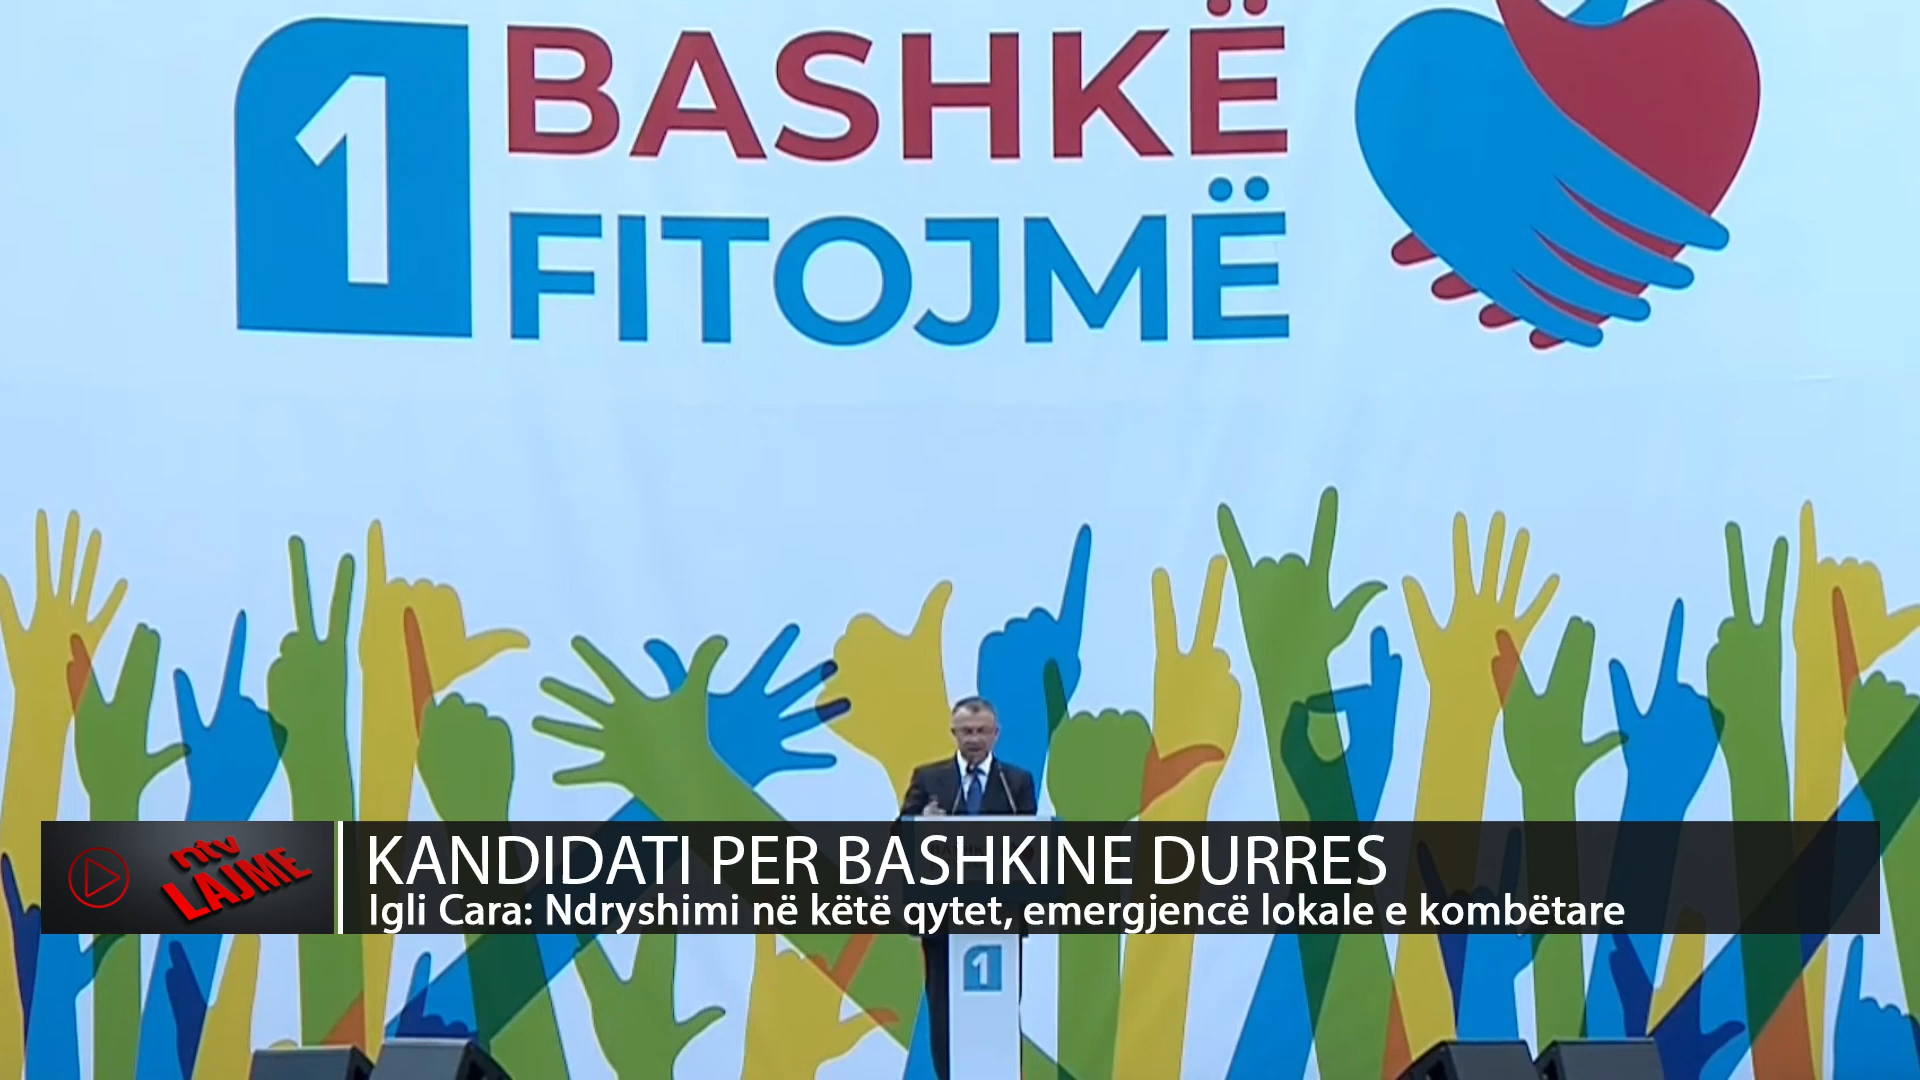 1
BASHKË
FITOJMË
ntv
LAJME
KANDIDATI PER BASHKINE DURRES
Igli Cara: Ndryshimi në këtë qytet, emergjencë lokale e kombëtare
1